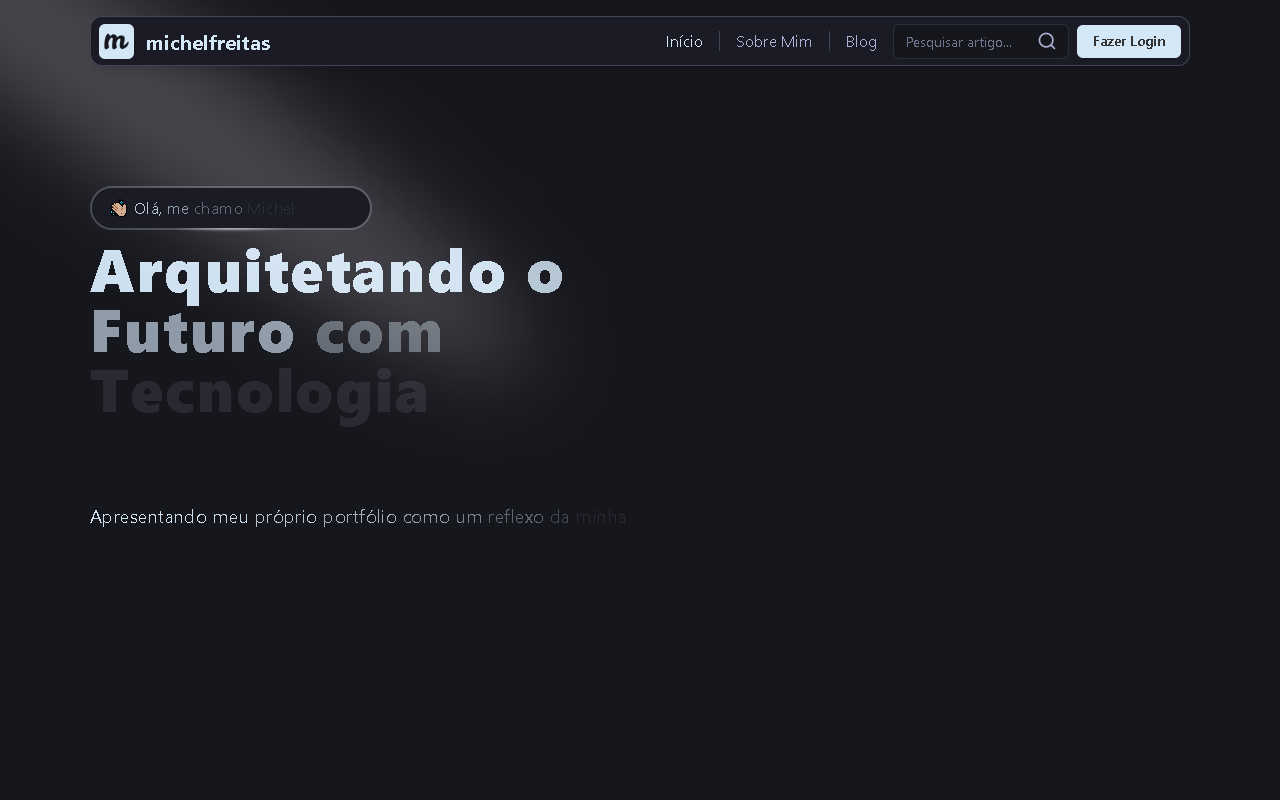 m michelfreitas
Início
Sobre Mim
Blog
Pesquisar artigo...
Fazer Login
👋🏼 Olá, me chamo Michel
Arquitetando o
Futuro com
Tecnologia
Apresentando meu próprio portfólio como um reflexo da minha